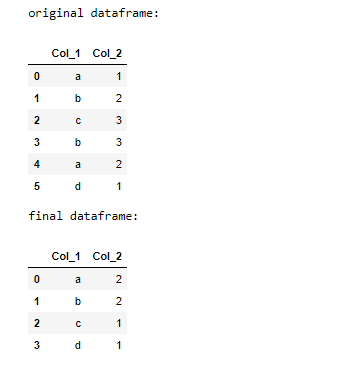 original dataframe:
Col_1 Col_2
0 a 1
1 b 2
2 c 3
3 b 3
4 a 2
5 d 1
final dataframe:
Col_1 Col_2
0 a 2
1 b 2
2 c 1
3 d 1